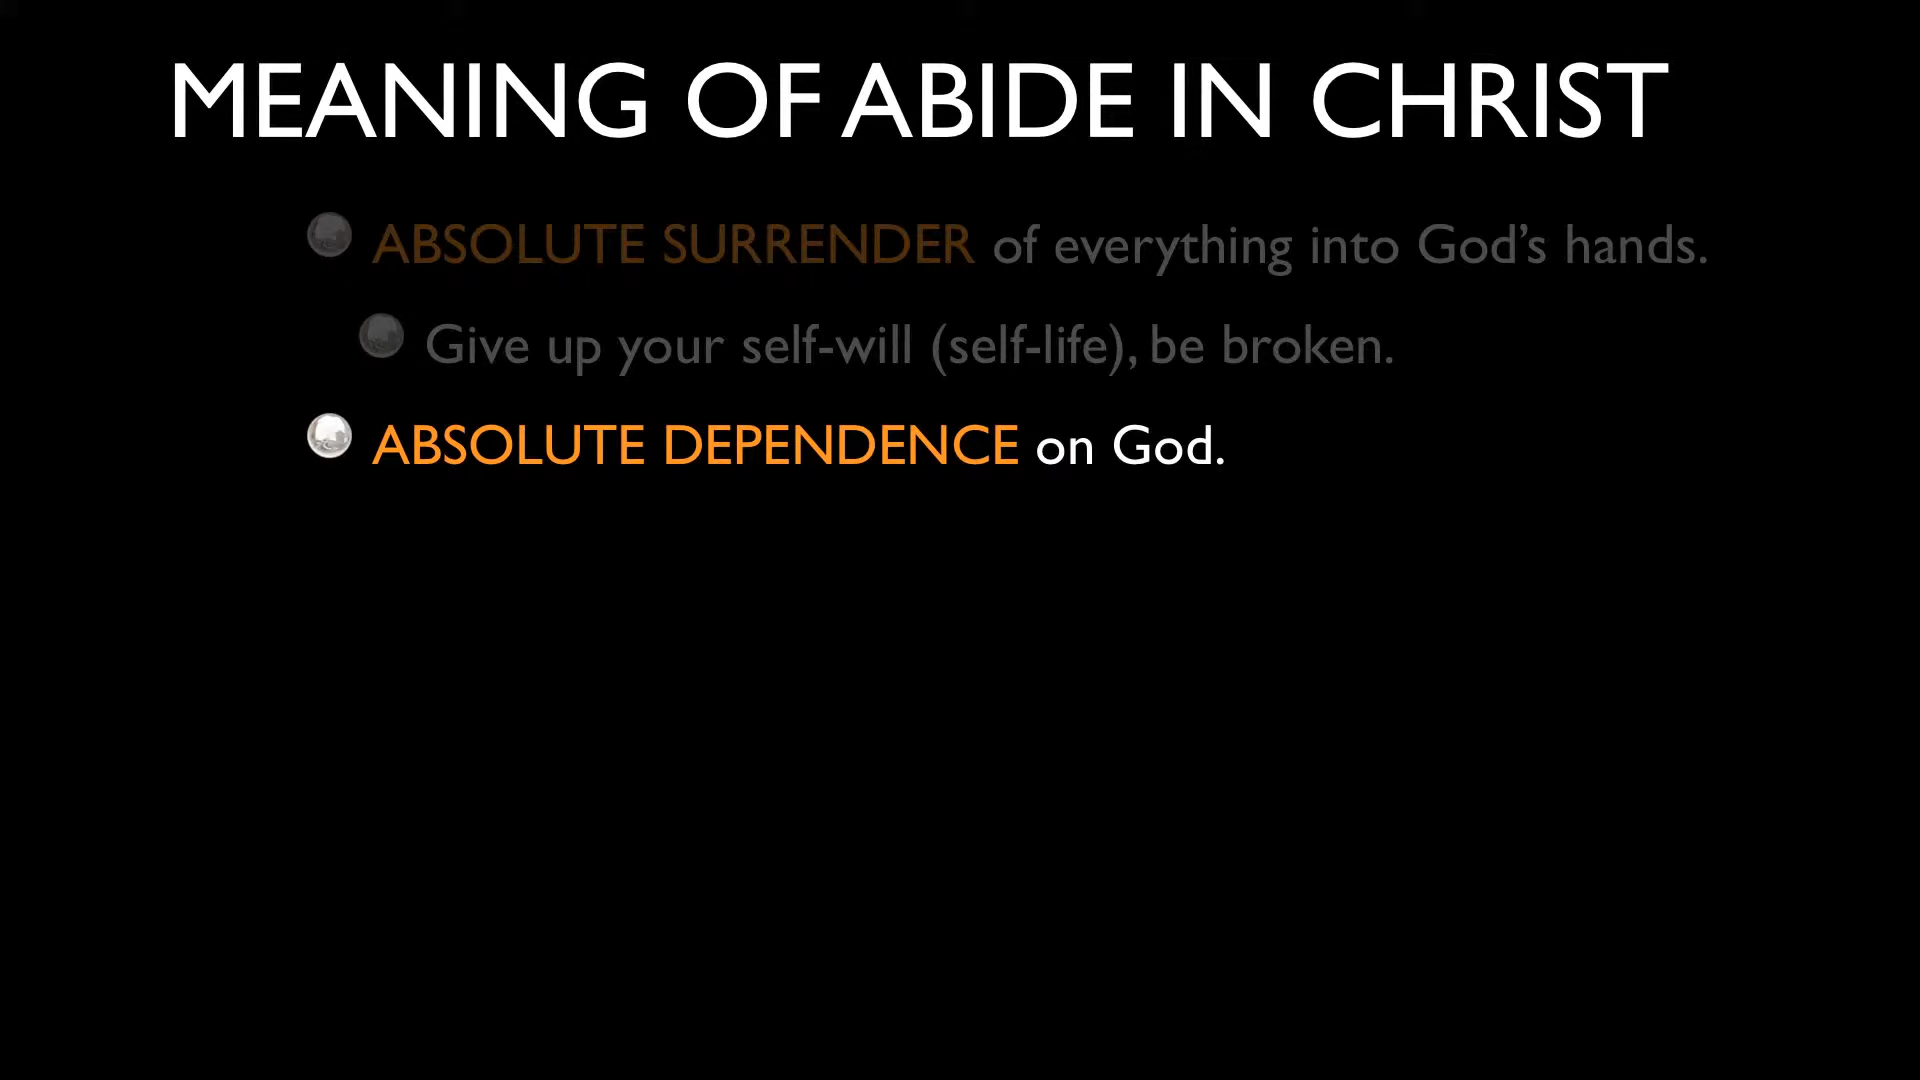 MEANING OF ABIDE IN CHRIST
ABSOLUTE SURRENDER of everything into God’s hands.
Give up your self-will (self-life), be broken.
ABSOLUTE DEPENDENCE on God.